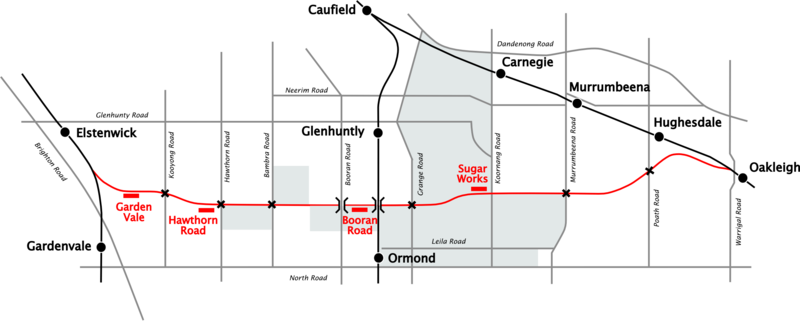 Caufield
Dandenong Road
Carnegie
Neerim Road
Murrumbeena
Glenhunty Road
Elstenwick
Glenhuntly
Hughesdale
Brighton Road
Kooyong Road
Hawthorn Road
Bambra Road
Booran Road
Grange Road
Koornang Road
Murrumbeena Road
Poath Road
Warrigal Road
Oakleigh
Sugar
Works
Garden
Vale
Hawthorn
Road
Booran
Road
Gardenvale
Leila Road
Ormond
North Road